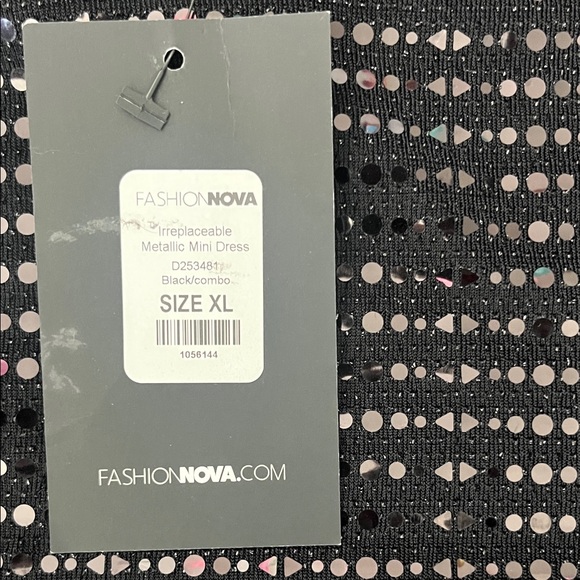 FASHIONNOVA
Irreplaceable
Metallic Mini Dress
D253481
Black/combo
SIZE XL
1056144
FASHIONNOVA.COM